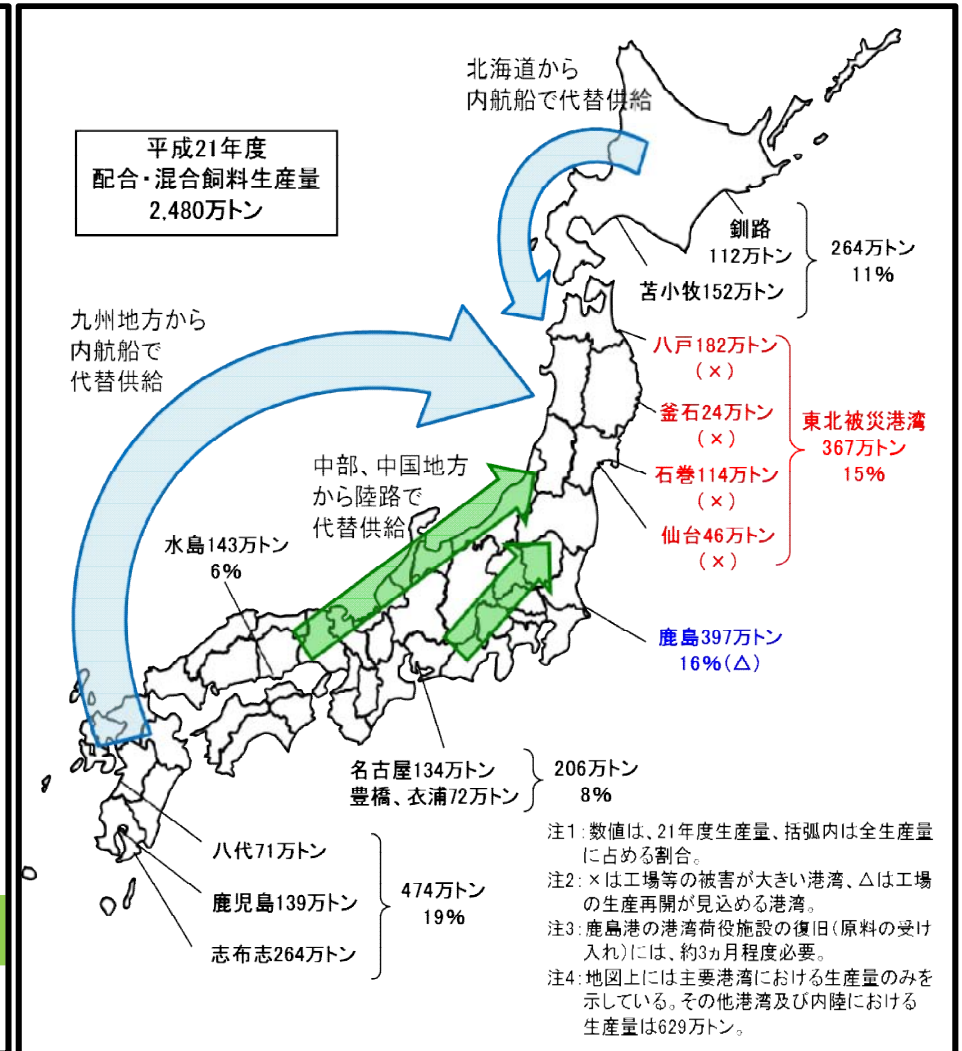 北海道から
内航船で代替供給
平成21年度
配合・混合飼料生産量
2,480万トン
釧路
112万トン
苫小牧152万トン
264万トン
11%
九州地方から
内航船で
代替供給
八戸182万トン
(×)
釜石24万トン
(×)
石巻114万トン
(×)
仙台46万トン
(×)
東北被災港湾
367万トン
15%
中部、中国地方
から陸路で
代替供給
水島143万トン
6%
鹿島397万トン
16%(△)
名古屋134万トン
豊橋、衣浦72万トン
206万トン
8%
八代71万トン
鹿児島139万トン
志布志264万トン
474万トン
19%
注1:数値は、21年度生産量、括弧内は全生産量
に占める割合。
注2:×は工場等の被害が大きい港湾、△は工場
の生産再開が見込める港湾。
注3:鹿島港の港湾荷役施設の復旧(原料の受け
入れ)には、約3ヵ月程度必要。
注4:地図上には主要港湾における生産量のみを
示している。その他港湾及び内陸における
生産量は629万トン。